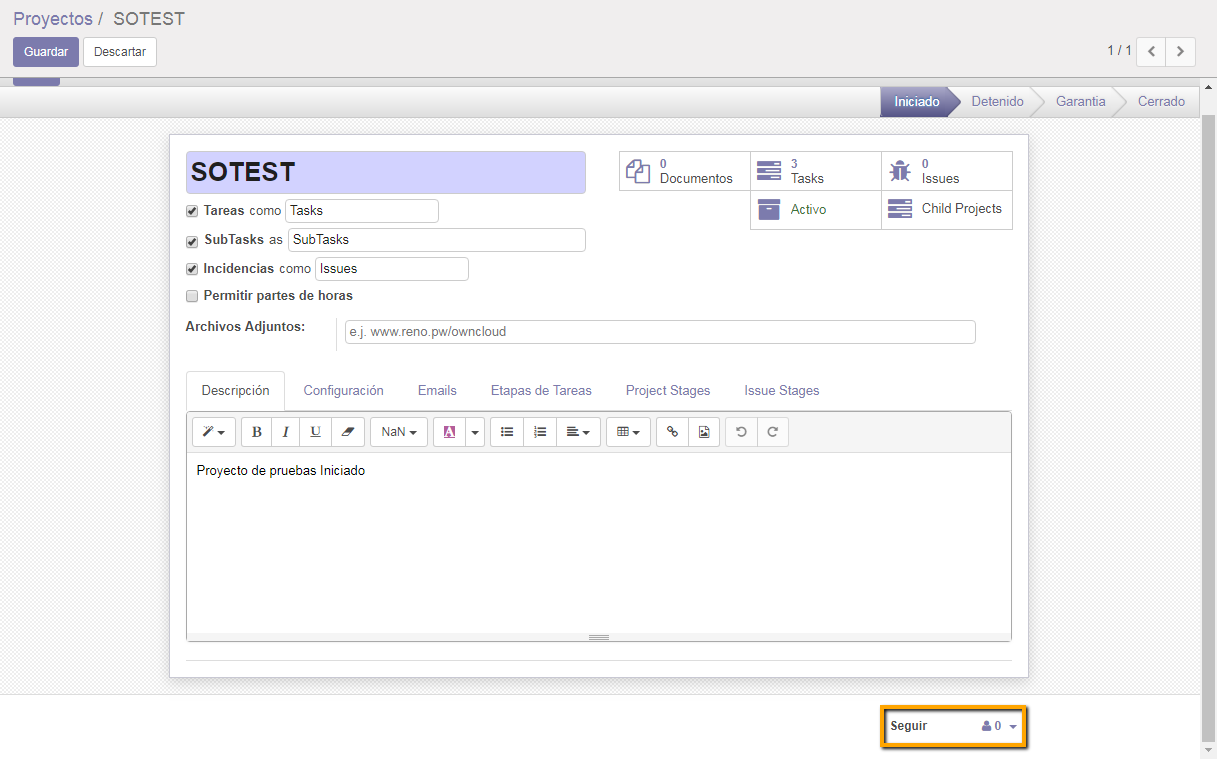 Proyectos / SOTEST
Guardar Descartar 1 / 1
Iniciado Detenido Garantia Cerrado
SOTEST
0 Documentos
3 Tasks
0 Issues
Activo
Child Projects
Tareas como Tasks
SubTasks as SubTasks
Incidencias como Issues
Permitir partes de horas
Archivos Adjuntos: e.j. www.reno.pw/owncloud
Descripción Configuración Emails Etapas de Tareas Project Stages Issue Stages
B I U NaN A
Proyecto de pruebas Iniciado
Seguir 0